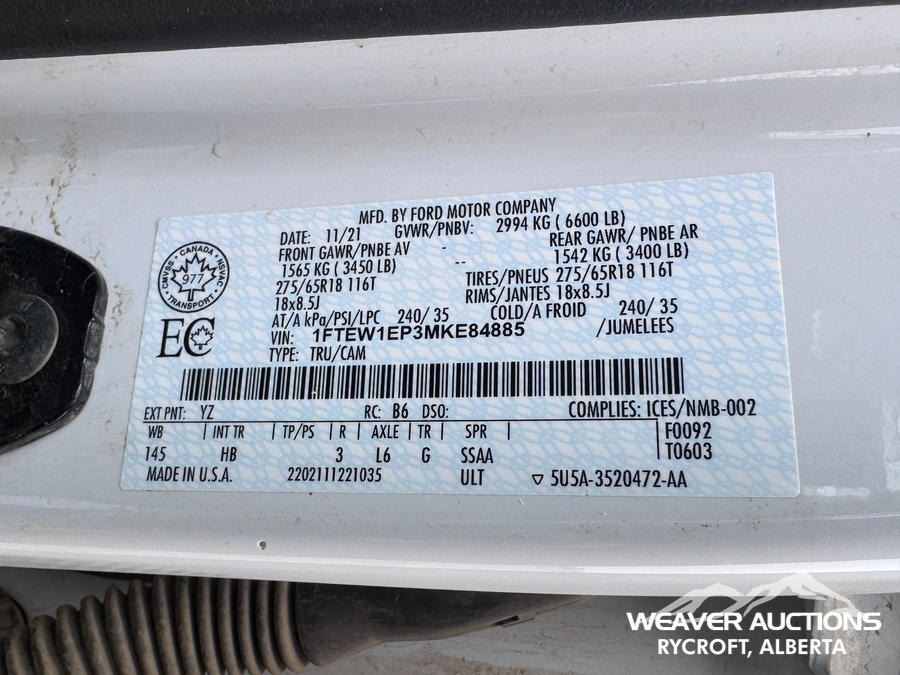 MFD. BY FORD MOTOR COMPANY
DATE: 11/21 GVWR/PNBV: 2994 KG ( 6600 LB)
FRONT GAWR/PNBE AV - REAR GAWR/ PNBE AR
1565 KG ( 3450 LB) -- 1542 KG ( 3400 LB)
275/65R18 116T TIRES/PNEUS 275/65R18 116T
18x8.5J RIMS/JANTES 18x8.5J
AT/A kPa/PSI/LPC 240/ 35 COLD/A FROID 240/ 35
VIN: 1FTEW1EP3MKE84885 /JUMELEES
TYPE: TRU/CAM
CMVSS · CANADA · NSVAC
977
TRANSPORT
EC
EXT PNT: YZ RC: B6 DSO: COMPLIES: ICES/NMB-002
WB | INT TR | TP/PS | R | AXLE | TR | SPR | F0092
145 HB 3 L6 G SSAA T0603
MADE IN U.S.A. 2202111221035 ULT ▽ 5U5A-3520472-AA
WEAVER AUCTIONS
RYCROFT, ALBERTA